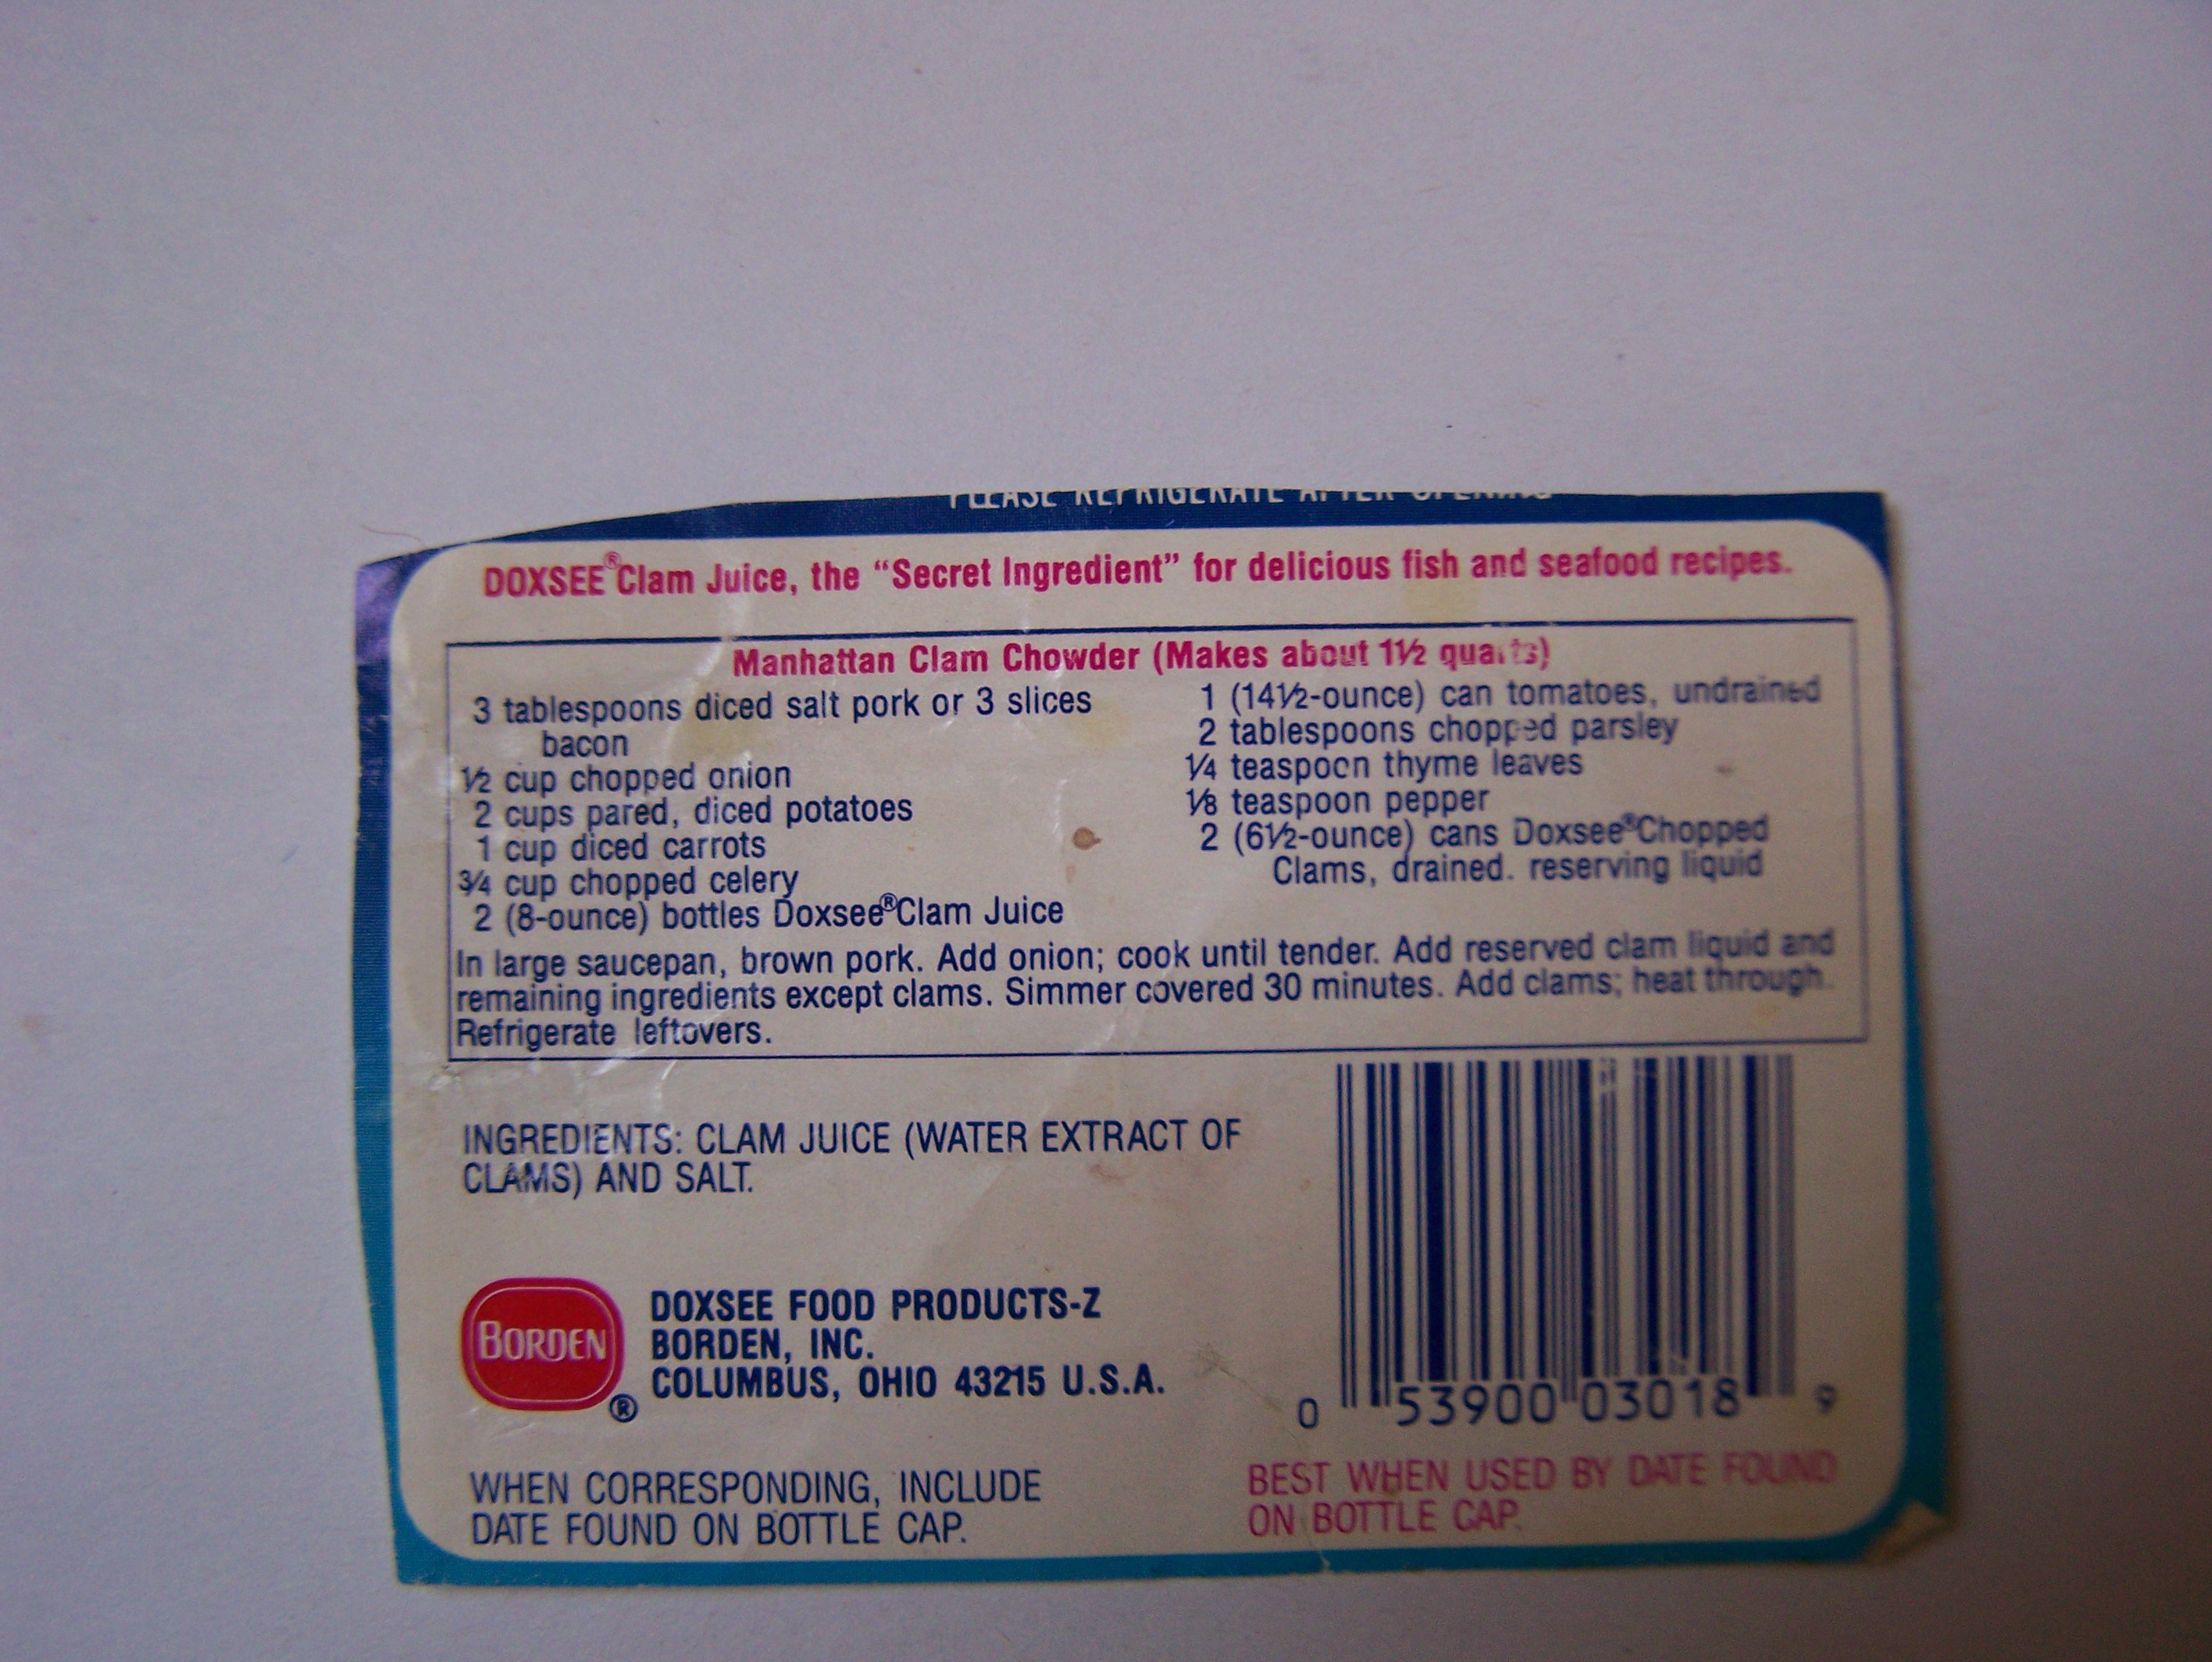 PLEASE REFRIGERATE AFTER OPENING
DOXSEE® Clam Juice, the “Secret Ingredient” for delicious fish and seafood recipes.
Manhattan Clam Chowder (Makes about 1½ quarts)
3 tablespoons diced salt pork or 3 slices
bacon
½ cup chopped onion
2 cups pared, diced potatoes
1 cup diced carrots
¾ cup chopped celery
2 (8-ounce) bottles Doxsee® Clam Juice
1 (14½-ounce) can tomatoes, undrained
2 tablespoons chopped parsley
¼ teaspoon thyme leaves
⅛ teaspoon pepper
2 (6½-ounce) cans Doxsee® Chopped
Clams, drained. reserving liquid
In large saucepan, brown pork. Add onion; cook until tender. Add reserved clam liquid and
remaining ingredients except clams. Simmer covered 30 minutes. Add clams; heat through.
Refrigerate leftovers.
INGREDIENTS: CLAM JUICE (WATER EXTRACT OF
CLAMS) AND SALT.
BORDEN ®
DOXSEE FOOD PRODUCTS-Z
BORDEN, INC.
COLUMBUS, OHIO 43215 U.S.A.
0 53900 03018 9
WHEN CORRESPONDING, INCLUDE
DATE FOUND ON BOTTLE CAP.
BEST WHEN USED BY DATE FOUND
ON BOTTLE CAP.